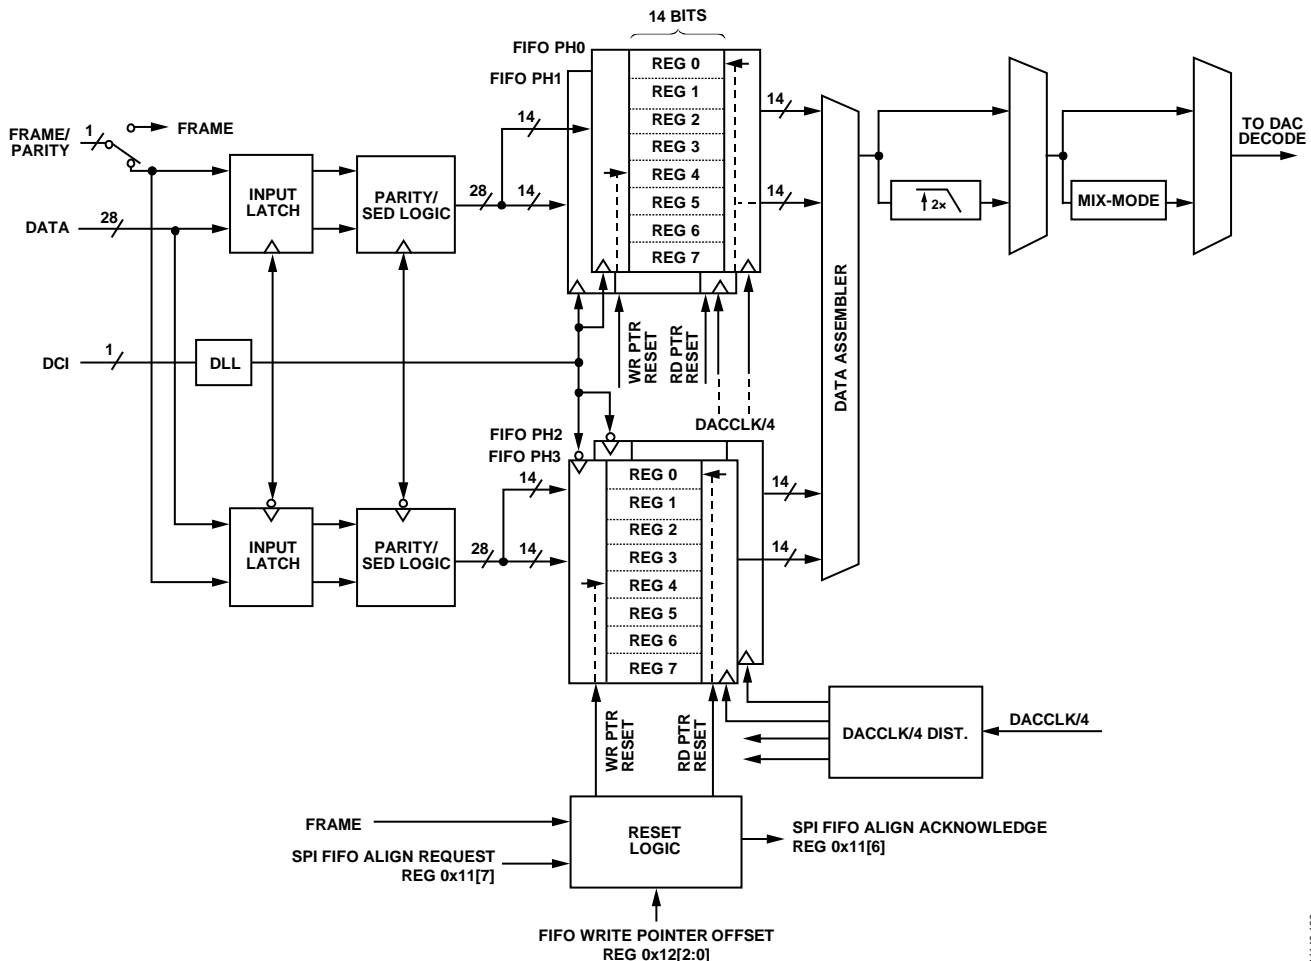 14 BITS
FIFO PH0
FIFO PH1
REG 0
REG 1
REG 2
REG 3
REG 4
REG 5
REG 6
REG 7
14
14
14
14
FRAME/
PARITY
1
FRAME
DATA
28
INPUT
LATCH
PARITY/
SED LOGIC
28
2×
MIX-MODE
TO DAC
DECODE
DCI
1
DLL
WR PTR
RESET
RD PTR
RESET
DACCLK/4
DATA ASSEMBLER
FIFO PH2
FIFO PH3
INPUT
LATCH
PARITY/
SED LOGIC
28
14
14
REG 0
REG 1
REG 2
REG 3
REG 4
REG 5
REG 6
REG 7
14
14
WR PTR
RESET
RD PTR
RESET
DACCLK/4 DIST.
DACCLK/4
FRAME
SPI FIFO ALIGN REQUEST
REG 0x11[7]
RESET
LOGIC
SPI FIFO ALIGN ACKNOWLEDGE
REG 0x11[6]
FIFO WRITE POINTER OFFSET
REG 0x12[2:0]